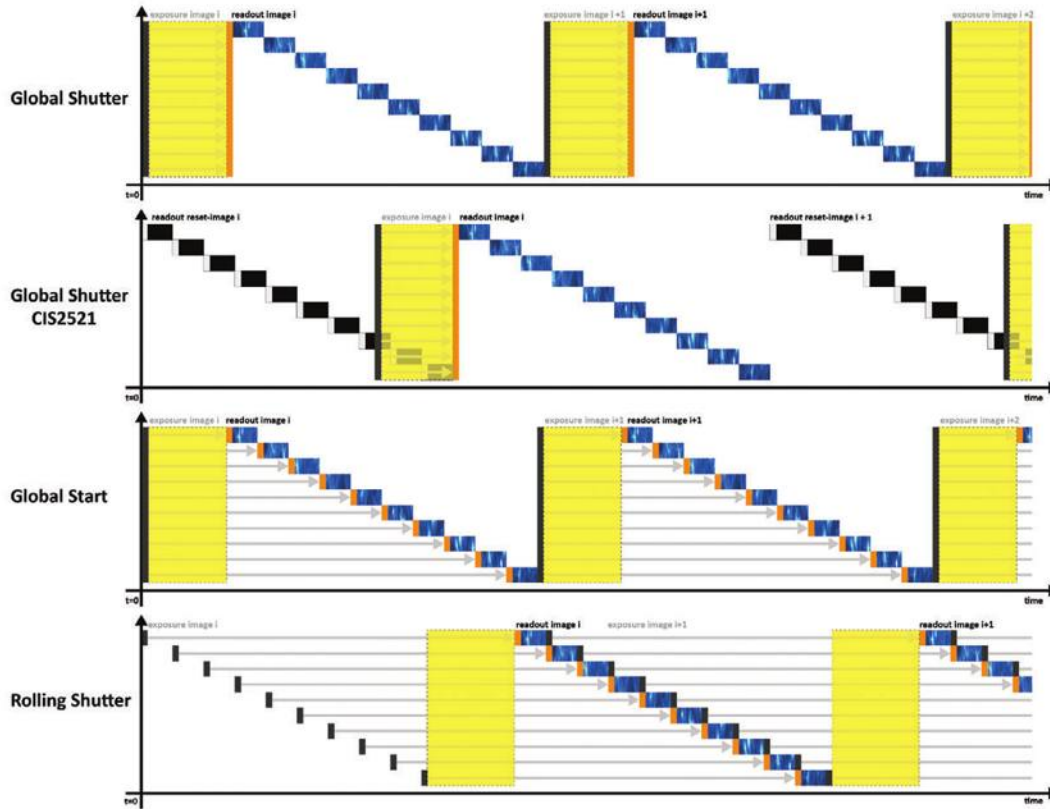 exposure image i
readout image i
exposure image i +1
readout image i+1
exposure image i +2
Global Shutter
t=0
time
readout reset-image i
exposure image i
readout image i
readout reset-image i + 1
Global Shutter
CIS2521
t=0
time
exposure image i
readout image i
exposure image i+1
readout image i+1
exposure image i+2
Global Start
t=0
time
exposure image i
readout image i
exposure image i+1
readout image i+1
Rolling Shutter
t=0
time